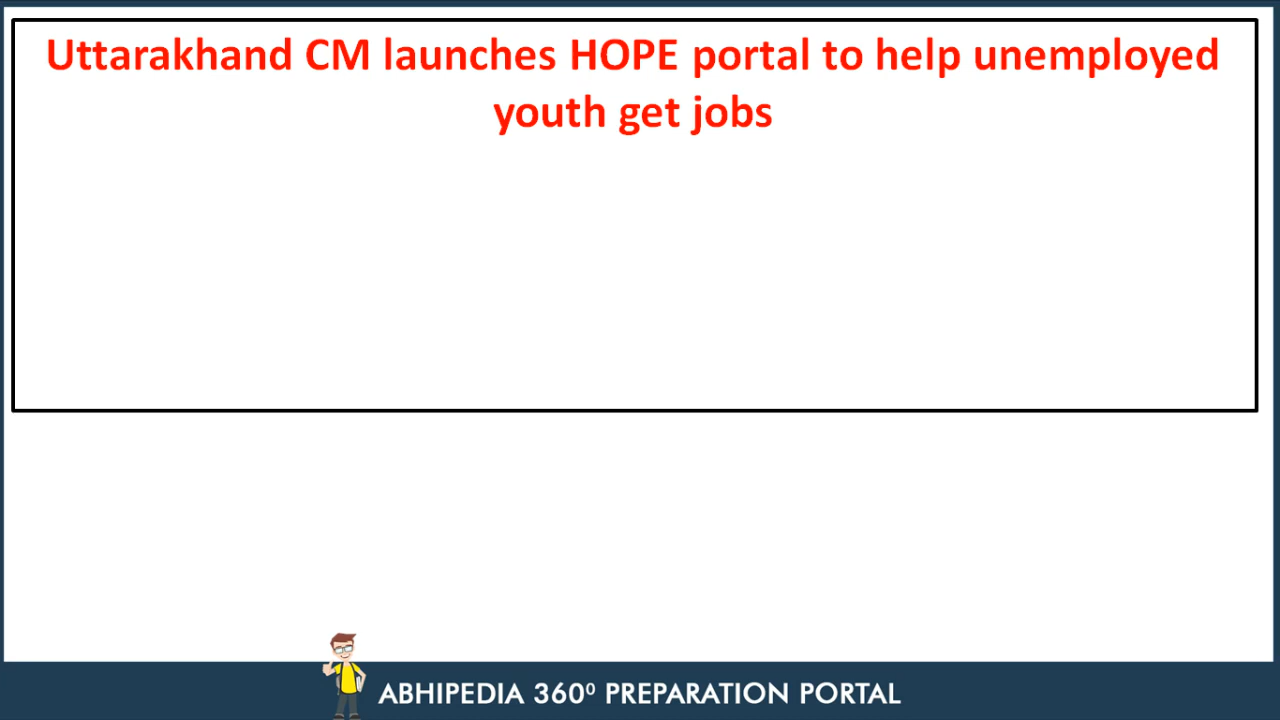 Uttarakhand CM launches HOPE portal to help unemployed
youth get jobs
ABHIPEDIA 360⁰ PREPARATION PORTAL